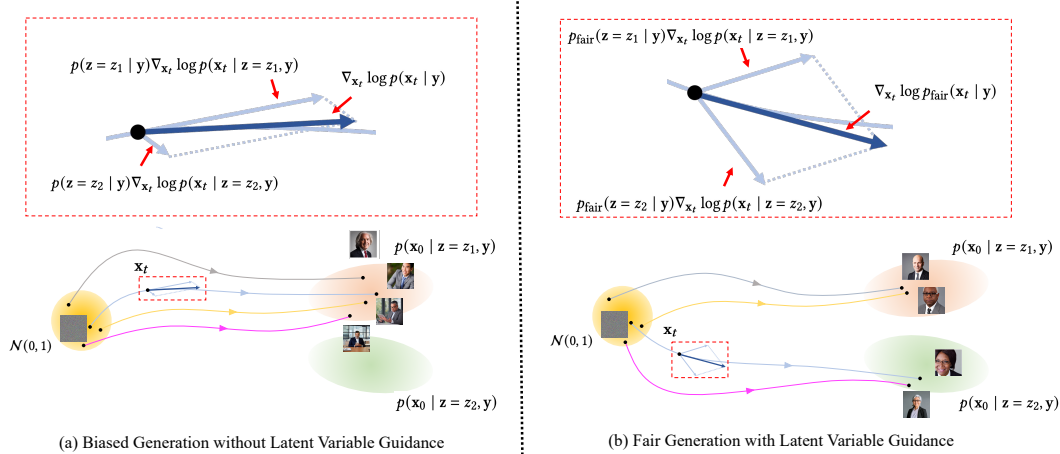 p(z = z₁ | y)∇ₓₜ log p(xₜ | z = z₁, y)
∇ₓₜ log p(xₜ | y)
p(z = z₂ | y)∇ₓₜ log p(xₜ | z = z₂, y)
p(x₀ | z = z₁, y)
xₜ
𝒩(0, 1)
p(x₀ | z = z₂, y)
(a) Biased Generation without Latent Variable Guidance
p_fair(z = z₁ | y)∇ₓₜ log p(xₜ | z = z₁, y)
∇ₓₜ log p_fair(xₜ | y)
p_fair(z = z₂ | y)∇ₓₜ log p(xₜ | z = z₂, y)
p(x₀ | z = z₁, y)
xₜ
𝒩(0, 1)
p(x₀ | z = z₂, y)
(b) Fair Generation with Latent Variable Guidance